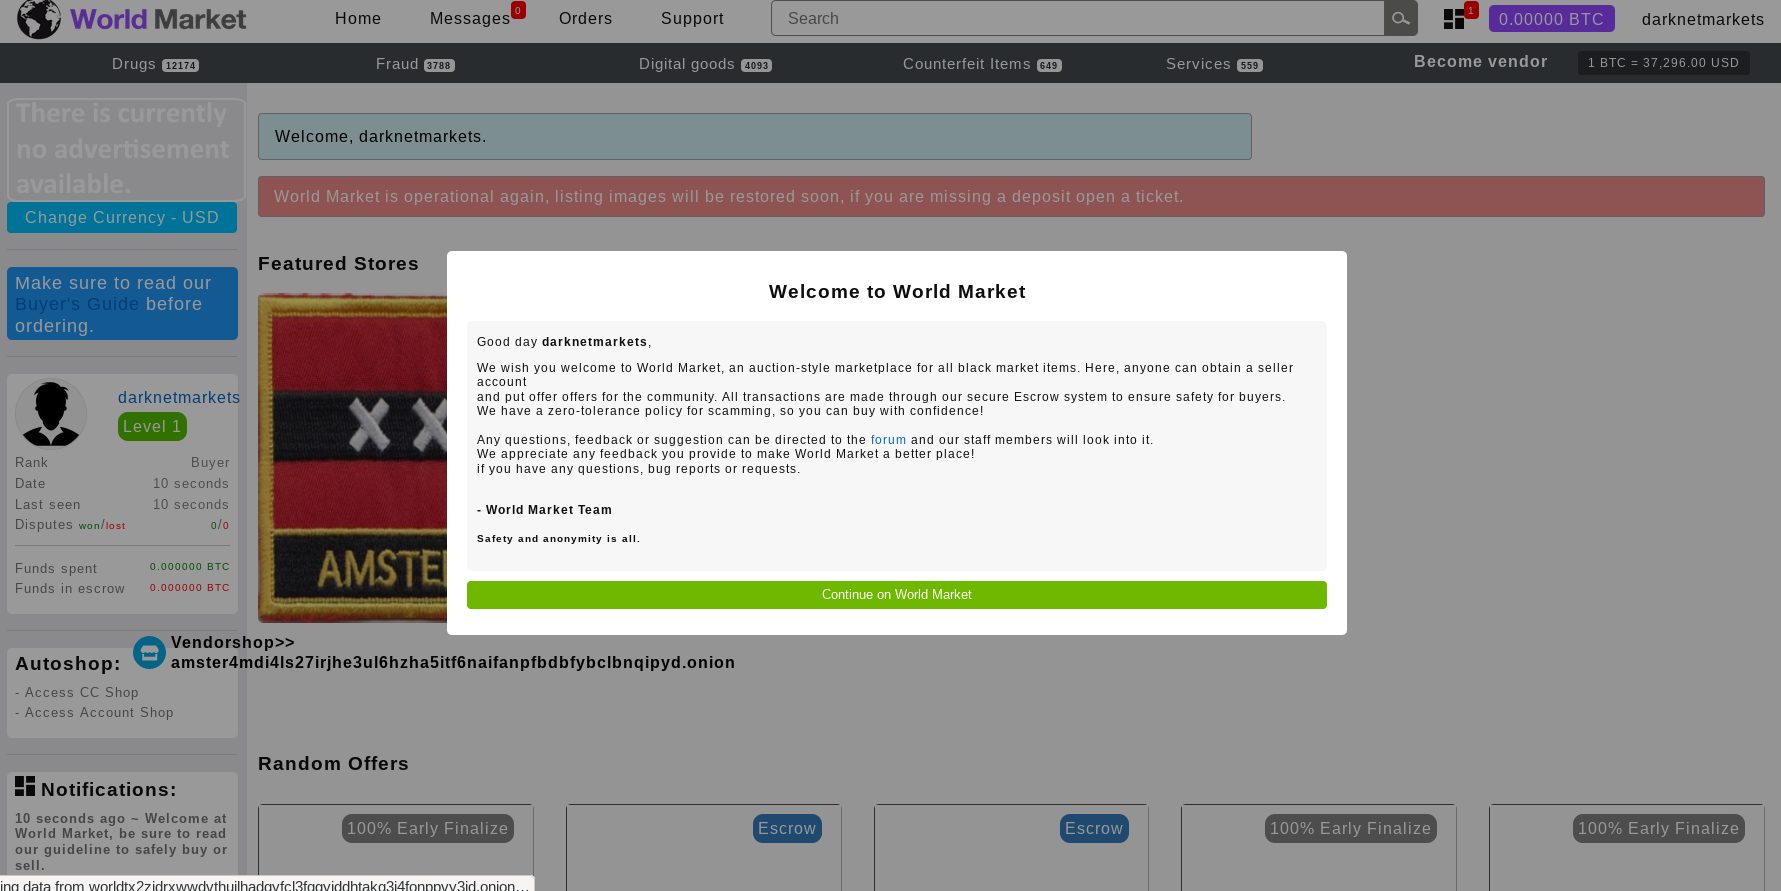 World Market
Home
Messages
0
Orders
Support
Search
1
0.00000 BTC
darknetmarkets
Drugs 12174
Fraud 3788
Digital goods 4093
Counterfeit Items 649
Services 559
Become vendor
1 BTC = 37,296.00 USD
There is currently
no advertisement
available.
Change Currency - USD
Make sure to read our
Buyer's Guide before
ordering.
darknetmarkets
Level 1
Rank Buyer
Date 10 seconds
Last seen 10 seconds
Disputes won/lost 0/0
Funds spent 0.000000 BTC
Funds in escrow 0.000000 BTC
Autoshop:
- Access CC Shop
- Access Account Shop
Notifications:
10 seconds ago ~ Welcome at
World Market, be sure to read
our guideline to safely buy or
sell.
Welcome, darknetmarkets.
World Market is operational again, listing images will be restored soon, if you are missing a deposit open a ticket.
Featured Stores
XX
AMSTE
Vendorshop>>
amster4mdi4ls27irjhe3ul6hzha5itf6naifanpfbdbfybclbnqipyd.onion
Welcome to World Market
Good day darknetmarkets,
We wish you welcome to World Market, an auction-style marketplace for all black market items. Here, anyone can obtain a seller
account
and put offer offers for the community. All transactions are made through our secure Escrow system to ensure safety for buyers.
We have a zero-tolerance policy for scamming, so you can buy with confidence!
Any questions, feedback or suggestion can be directed to the forum and our staff members will look into it.
We appreciate any feedback you provide to make World Market a better place!
if you have any questions, bug reports or requests.
- World Market Team
Safety and anonymity is all.
Continue on World Market
Random Offers
100% Early Finalize
Escrow
Escrow
100% Early Finalize
100% Early Finalize
ing data from